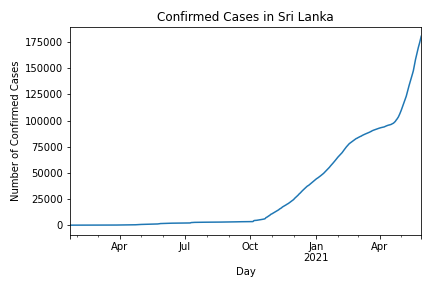 Confirmed Cases in Sri Lanka
Number of Confirmed Cases
175000
150000
125000
100000
75000
50000
25000
0
Apr Jul Oct Jan Apr
2021
Day